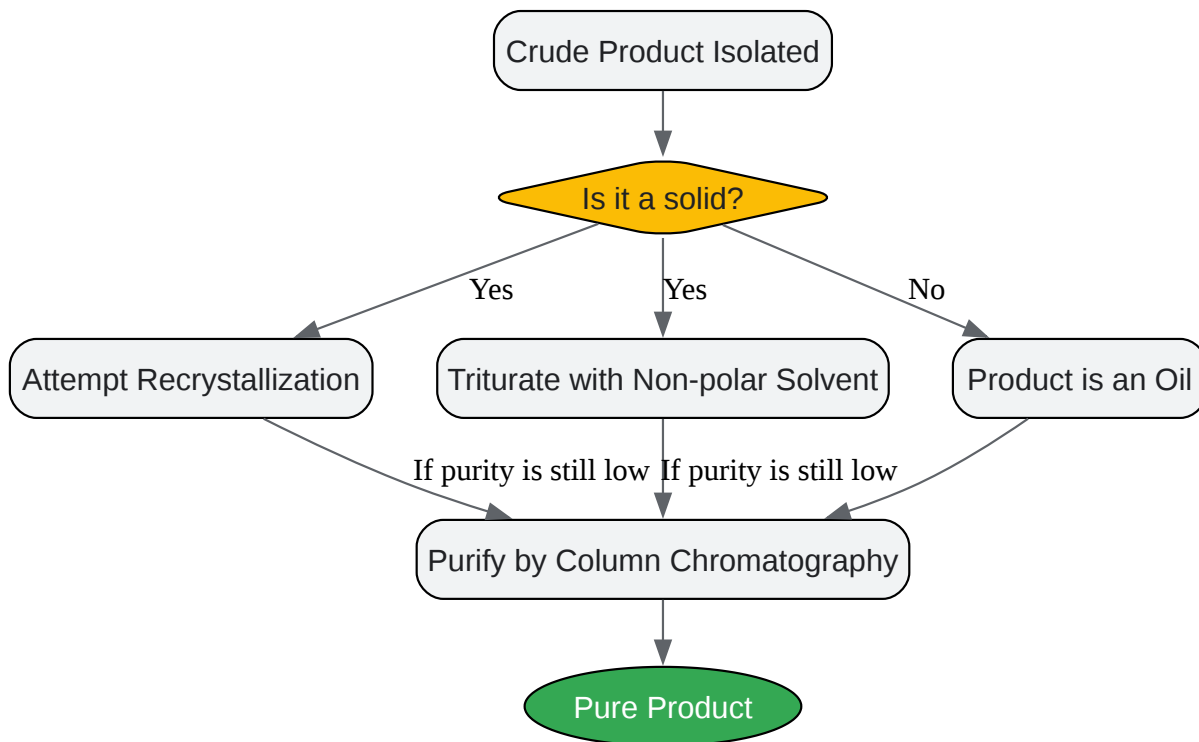 Crude Product Isolated
Is it a solid?
Yes
Yes
No
Attempt Recrystallization
Triturate with Non-polar Solvent
Product is an Oil
If purity is still low
If purity is still low
Purify by Column Chromatography
Pure Product